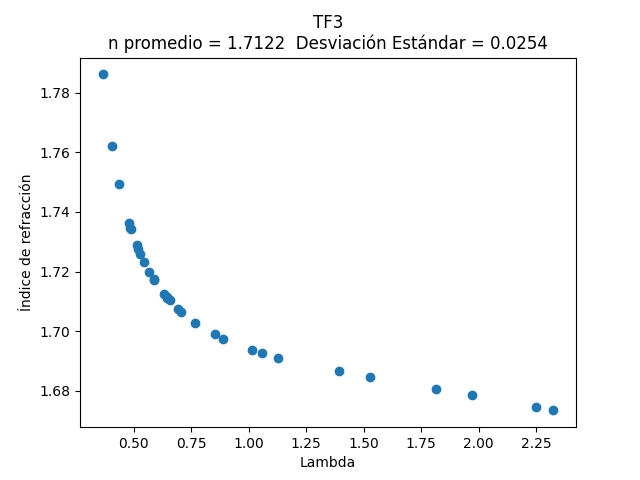 TF3
n promedio = 1.7122  Desviación Estándar = 0.0254
1.78
1.76
1.74
1.72
1.70
1.68
Índice de refracción
0.50 0.75 1.00 1.25 1.50 1.75 2.00 2.25
Lambda